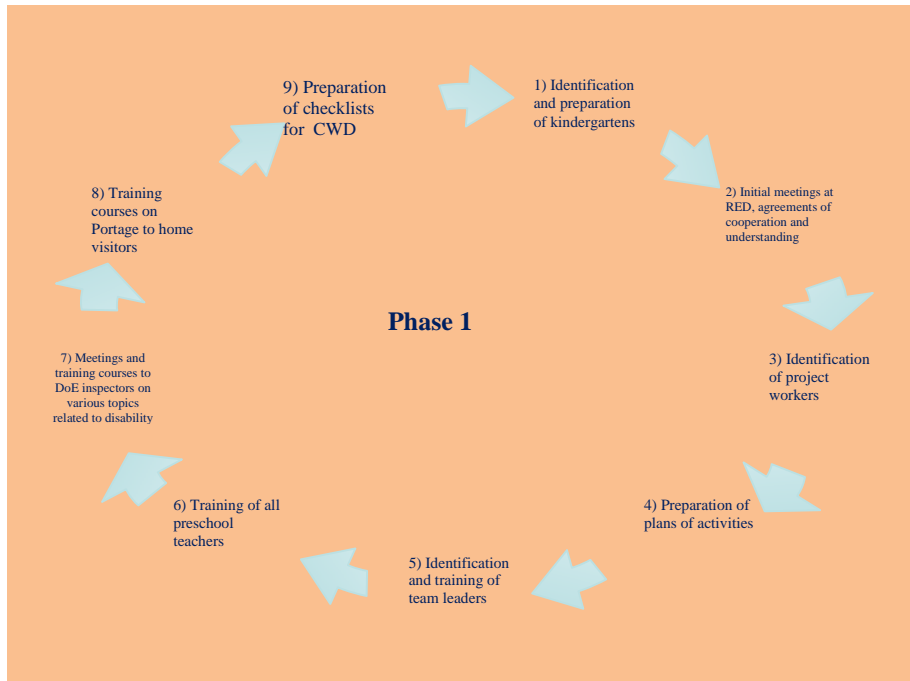 9) Preparation
of checklists
for CWD
1) Identification
and preparation
of kindergartens
8) Training
courses on
Portage to home
visitors
2) Initial meetings at
RED, agreements of
cooperation and
understanding
Phase 1
7) Meetings and
training courses to
DoE inspectors on
various topics
related to disability
3) Identification
of project
workers
6) Training of all
preschool
teachers
4) Preparation of
plans of activities
5) Identification
and training of
team leaders